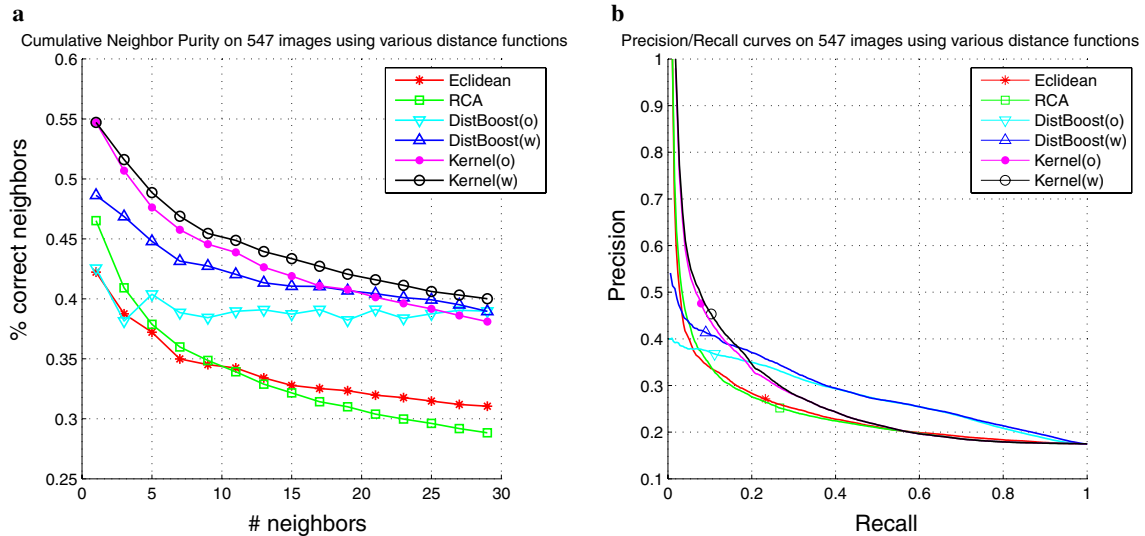 a
Cumulative Neighbor Purity on 547 images using various distance functions
0.6
0.55
0.5
0.45
0.4
0.35
0.3
0.25
% correct neighbors
Eclidean
RCA
DistBoost(o)
DistBoost(w)
Kernel(o)
Kernel(w)
0 5 10 15 20 25 30
# neighbors
b
Precision/Recall curves on 547 images using various distance functions
1
0.9
0.8
0.7
0.6
0.5
0.4
0.3
0.2
0.1
Precision
Eclidean
RCA
DistBoost(o)
DistBoost(w)
Kernel(o)
Kernel(w)
0 0.2 0.4 0.6 0.8 1
Recall